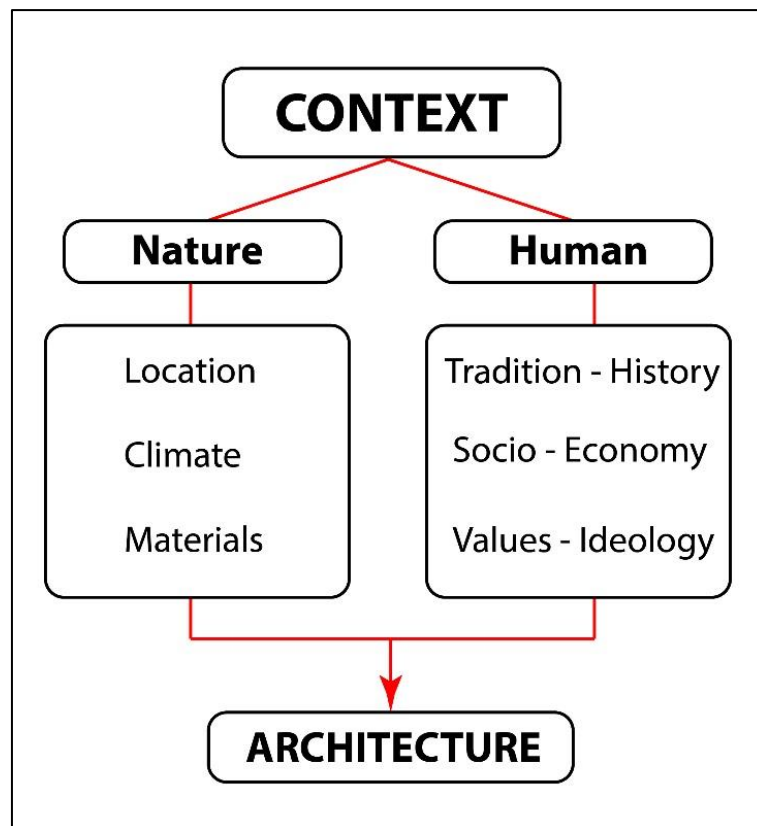 CONTEXT
Nature
Human
Location
Climate
Materials
Tradition - History
Socio - Economy
Values - Ideology
ARCHITECTURE